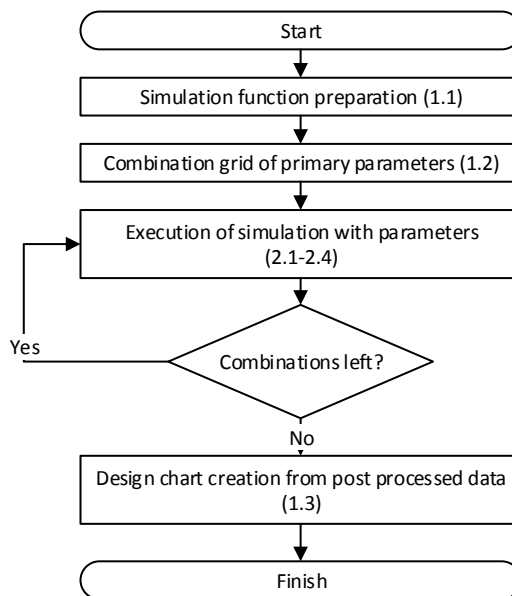 Start
Simulation function preparation (1.1)
Combination grid of primary parameters (1.2)
Execution of simulation with parameters
(2.1-2.4)
Yes
Combinations left?
No
Design chart creation from post processed data
(1.3)
Finish